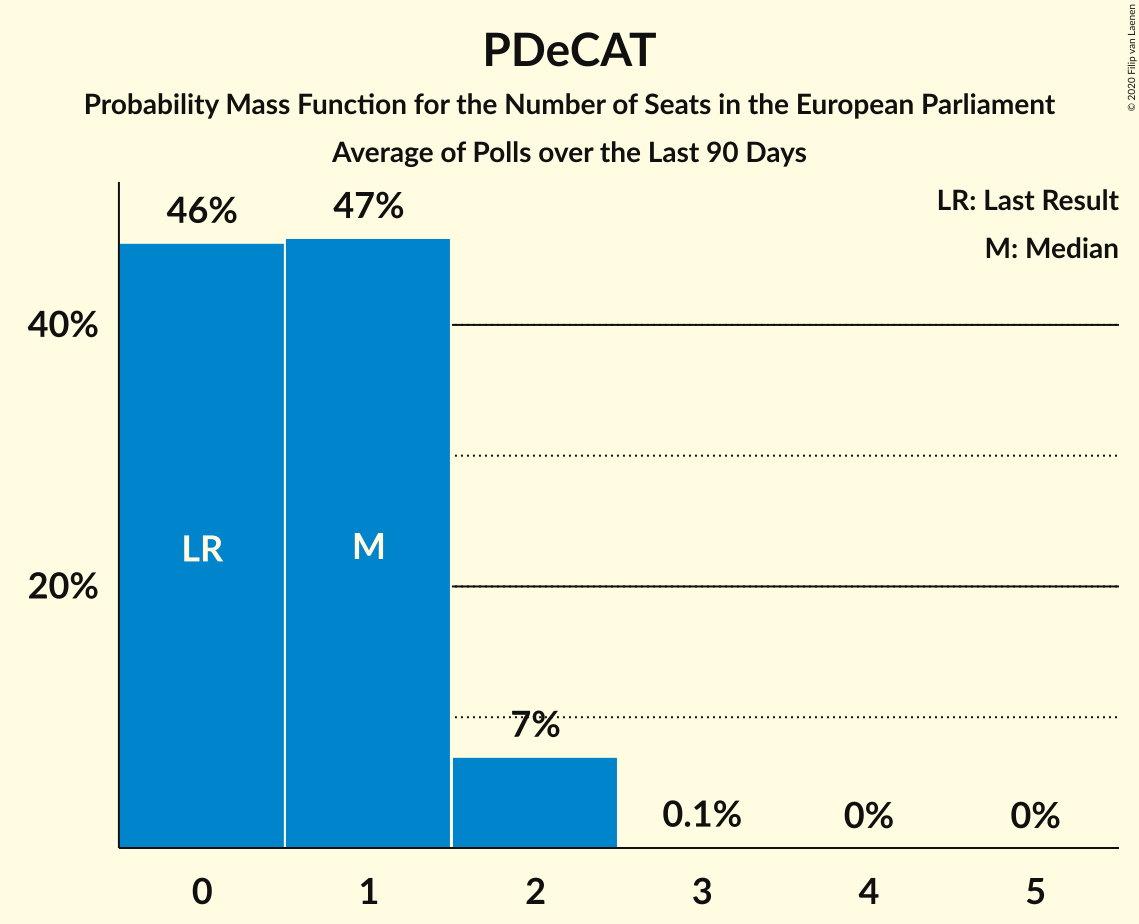 PDeCAT
Probability Mass Function for the Number of Seats in the European Parliament
Average of Polls over the Last 90 Days
© 2020 Filip van Laenen
LR: Last Result
M: Median
46%
47%
40%
LR
M
20%
7%
0.1%
0%
0%
0
1
2
3
4
5